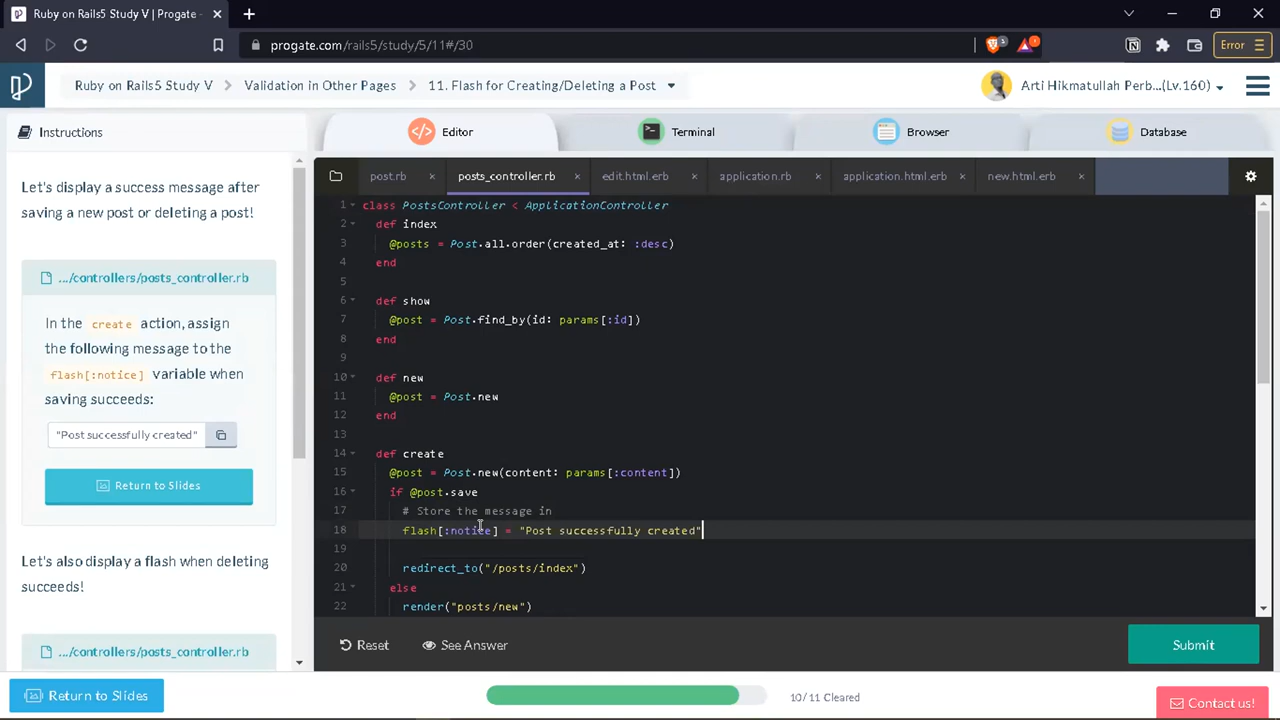 Ruby on Rails5 Study V | Progate -
progate.com/rails5/study/5/11#/30
1
1
Error
Ruby on Rails5 Study V
Validation in Other Pages
11. Flash for Creating/Deleting a Post
Arti Hikmatullah Perb...(Lv.160)
Instructions
Let's display a success message after
saving a new post or deleting a post!
.../controllers/posts_controller.rb
In the create action, assign
the following message to the
flash[:notice] variable when
saving succeeds:
"Post successfully created"
Return to Slides
Let's also display a flash when deleting
succeeds!
.../controllers/posts_controller.rb
Editor
Terminal
Browser
Database
post.rb
posts_controller.rb
edit.html.erb
application.rb
application.html.erb
new.html.erb
1 class PostsController < ApplicationController
2 def index
3 @posts = Post.all.order(created_at: :desc)
4 end
5
6 def show
7 @post = Post.find_by(id: params[:id])
8 end
9
10 def new
11 @post = Post.new
12 end
13
14 def create
15 @post = Post.new(content: params[:content])
16 if @post.save
17 # Store the message in
18 flash[:notice] = "Post successfully created"
19
20 redirect_to("/posts/index")
21 else
22 render("posts/new")
Reset
See Answer
Submit
Return to Slides
10/11 Cleared
Contact us!